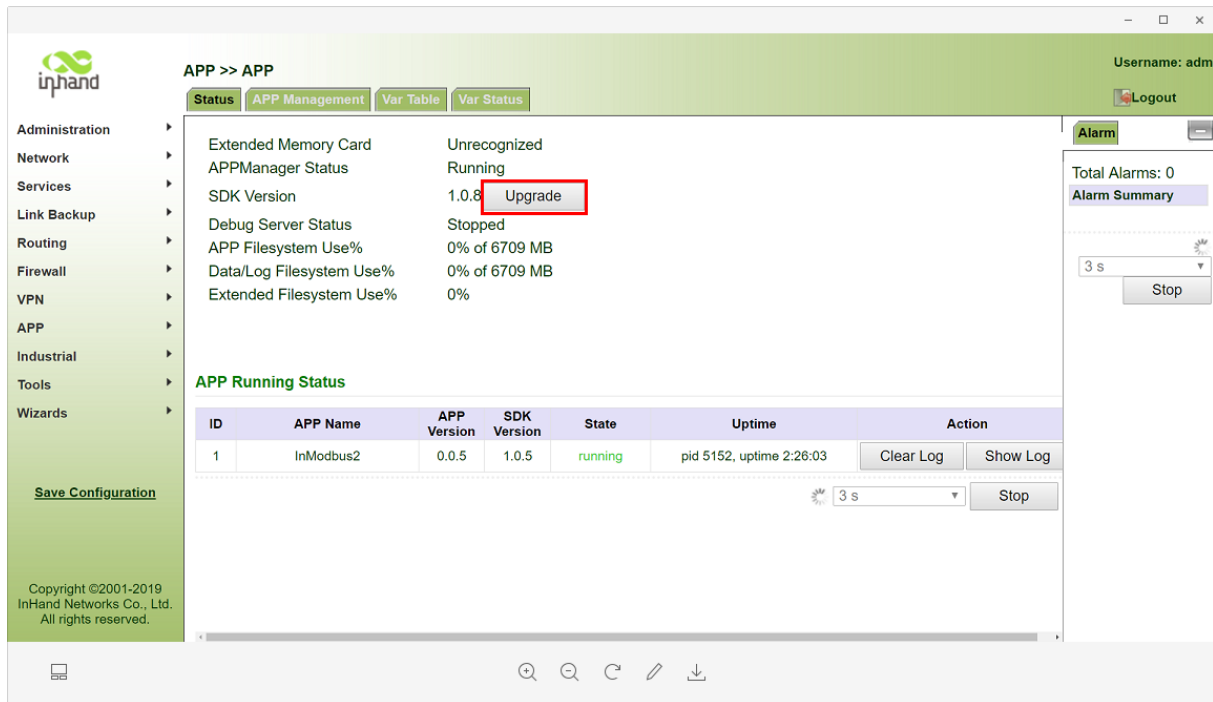 inhand
APP >> APP
Username: adm
Status APP Management Var Table Var Status
Logout
Administration
Network
Services
Link Backup
Routing
Firewall
VPN
APP
Industrial
Tools
Wizards
Save Configuration
Copyright ©2001-2019
InHand Networks Co., Ltd.
All rights reserved.
Extended Memory Card Unrecognized
APPManager Status Running
SDK Version 1.0.8 Upgrade
Debug Server Status Stopped
APP Filesystem Use% 0% of 6709 MB
Data/Log Filesystem Use% 0% of 6709 MB
Extended Filesystem Use% 0%
APP Running Status
ID APP Name APP Version SDK Version State Uptime Action
1 InModbus2 0.0.5 1.0.5 running pid 5152, uptime 2:26:03 Clear Log Show Log
3 s Stop
Alarm
Total Alarms: 0
Alarm Summary
3 s
Stop